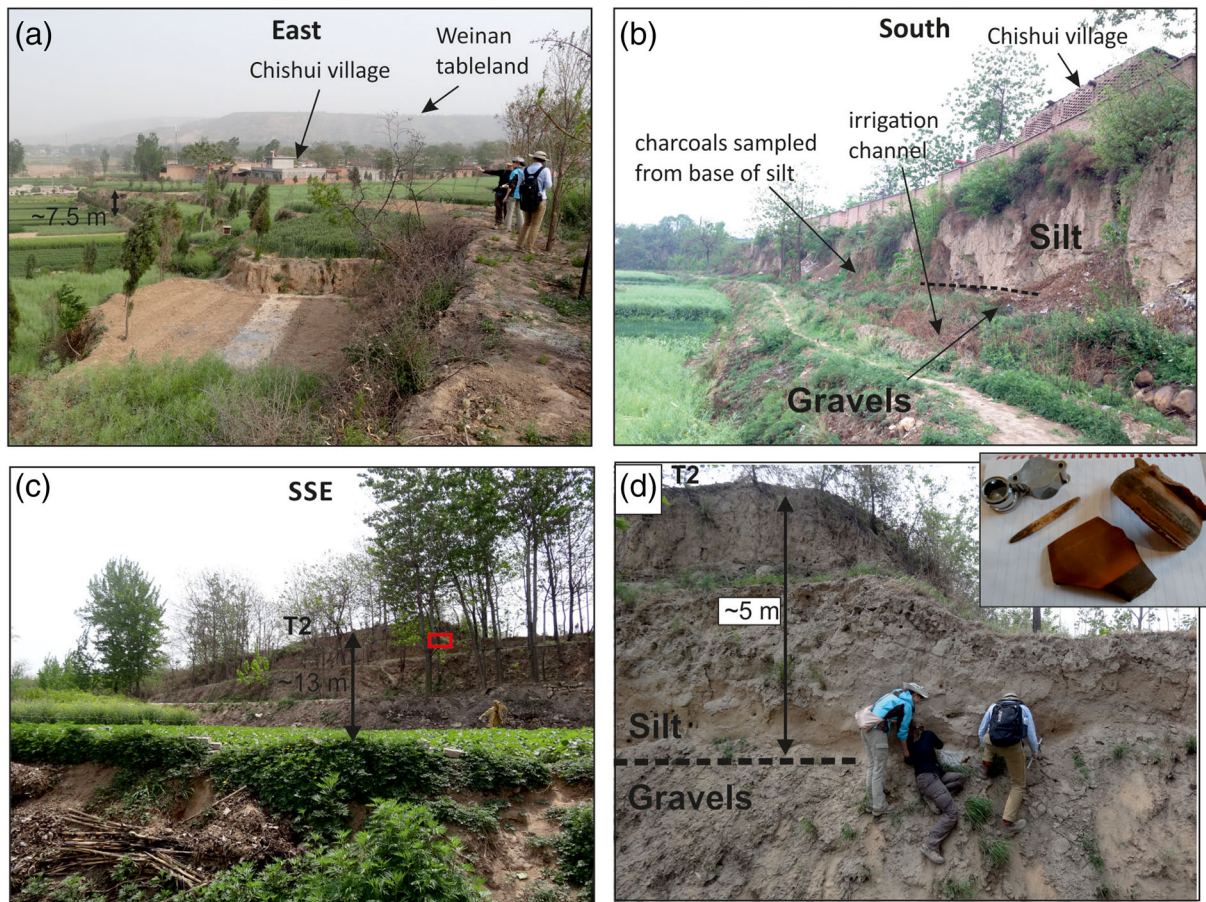 (a)
East
Weinan
tableland
Chishui village
~7.5 m
(b)
South
Chishui village
irrigation
channel
charcoals sampled
from base of silt
Silt
Gravels
(c)
SSE
T2
~13 m
(d)
T2
~5 m
Silt
Gravels